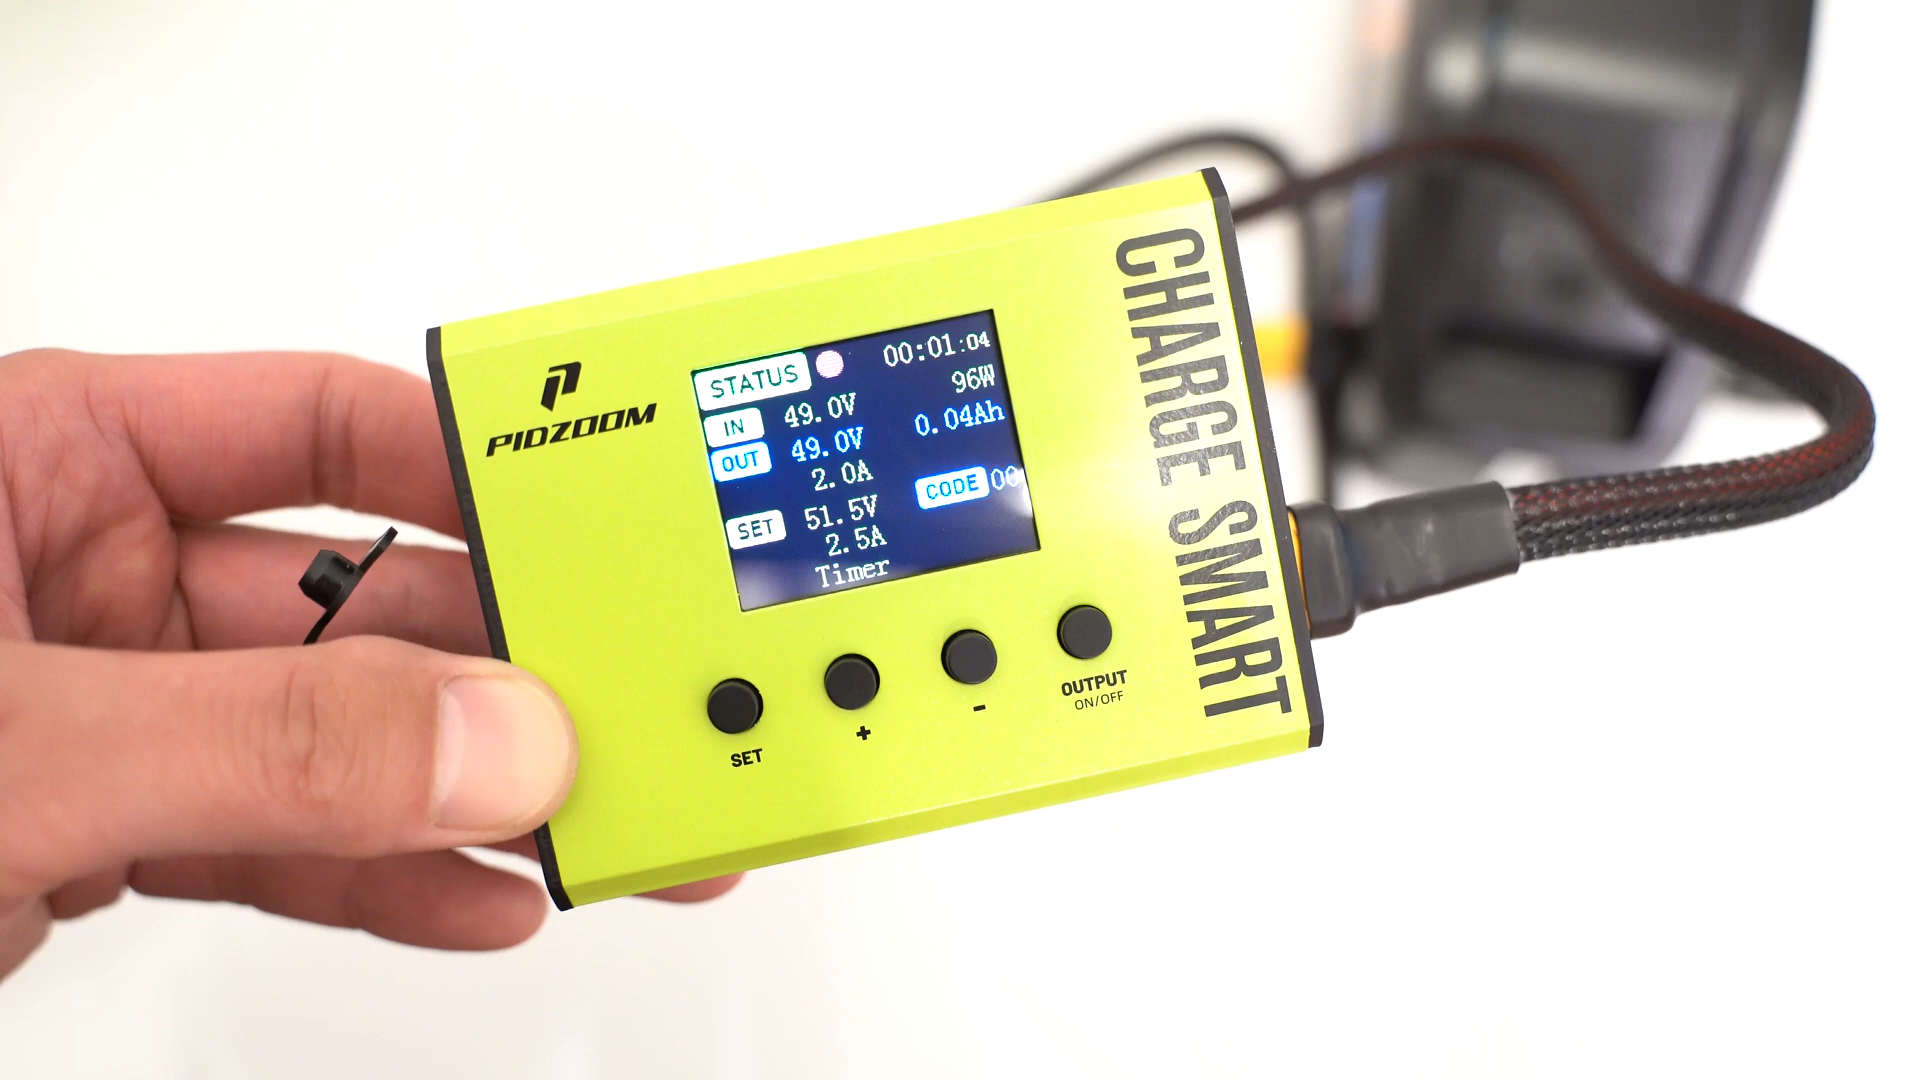 PIDZOOM
STATUS 00:01:04
96W
IN 49.0V
0.04Ah
OUT 49.0V
2.0A
CODE 00
SET 51.5V
2.5A
Timer
SET
+
-
OUTPUT
ON/OFF
CHARGE SMART